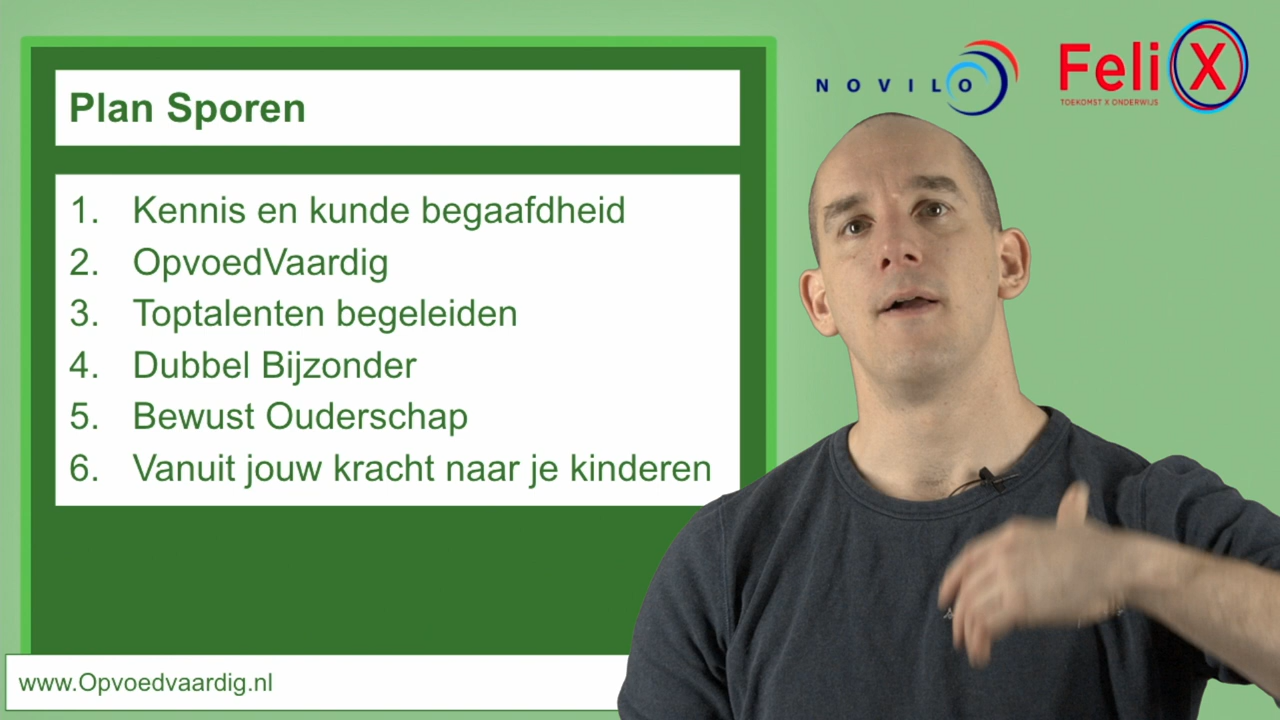 Plan Sporen
NOVILO
FeliX
TOEKOMST X ONDERWIJS
1. Kennis en kunde begaafdheid
2. OpvoedVaardig
3. Toptalenten begeleiden
4. Dubbel Bijzonder
5. Bewust Ouderschap
6. Vanuit jouw kracht naar je kinderen
www.Opvoedvaardig.nl